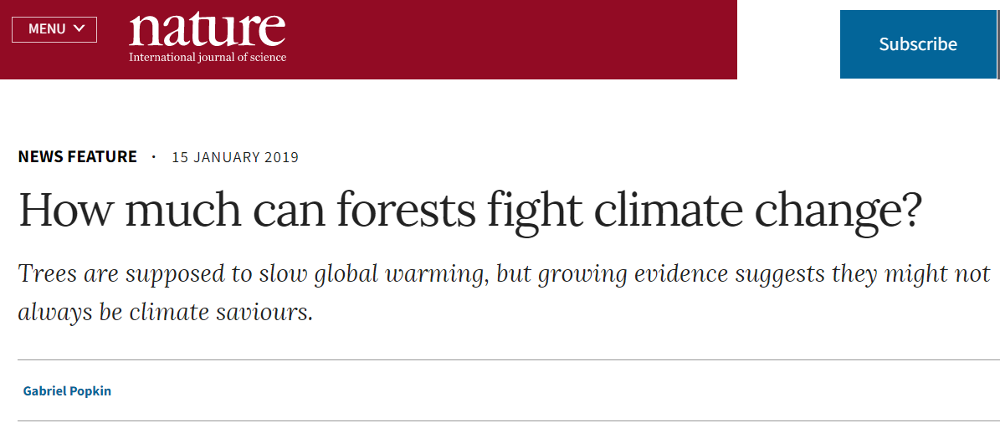 MENU
nature
International journal of science
Subscribe
NEWS FEATURE · 15 JANUARY 2019
How much can forests fight climate change?
Trees are supposed to slow global warming, but growing evidence suggests they might not
always be climate saviours.
Gabriel Popkin